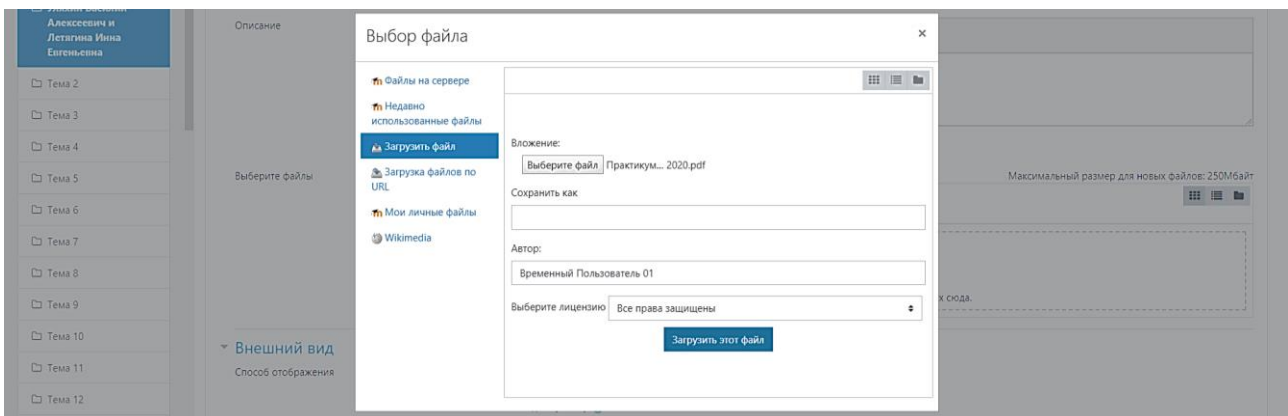 Алексеевич и
Летягина Инна
Евгеньевна
Тема 2
Тема 3
Тема 4
Тема 5
Тема 6
Тема 7
Тема 8
Тема 9
Тема 10
Тема 11
Тема 12
Описание
Выберите файлы
Максимальный размер для новых файлов: 250Мбайт
х сюда.
Внешний вид
Способ отображения
Выбор файла
×
Файлы на сервере
Недавно
использованные файлы
Загрузить файл
Загрузка файлов по
URL
Мои личные файлы
Wikimedia
Вложение:
Выберите файл Практикум... 2020.pdf
Сохранить как
Автор:
Временный Пользователь 01
Выберите лицензию Все права защищены
Загрузить этот файл